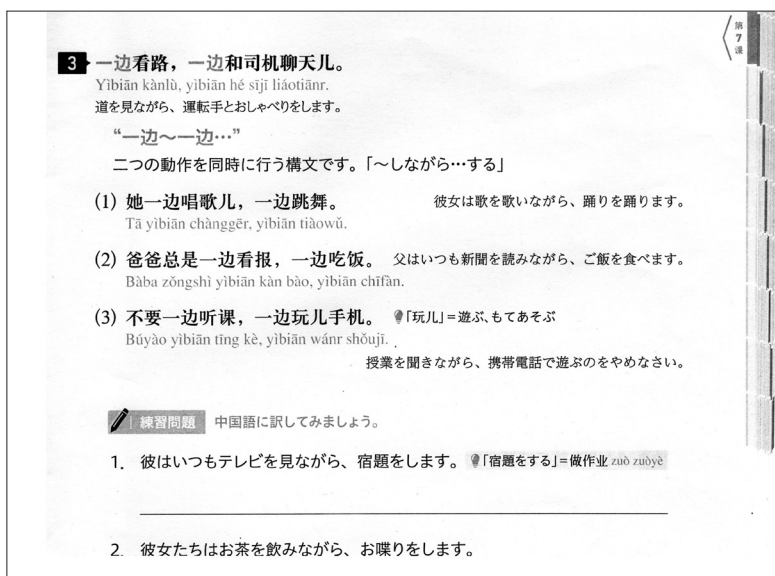 第
7
课
3 一边看路，一边和司机聊天儿。
Yìbiān kànlù, yìbiān hé sījī liáotiānr.
道を見ながら、運転手とおしゃべりをします。
“一边～一边…”
二つの動作を同時に行う構文です。「～しながら…する」
(1) 她一边唱歌儿，一边跳舞。 彼女は歌を歌いながら、踊りを踊ります。
Tā yìbiān chànggēr, yìbiān tiàowǔ.
(2) 爸爸总是一边看报，一边吃饭。 父はいつも新聞を読みながら、ご飯を食べます。
Bàba zǒngshì yìbiān kàn bào, yìbiān chīfàn.
(3) 不要一边听课，一边玩儿手机。 「玩儿」=遊ぶ、もてあそぶ
Búyào yìbiān tīng kè, yìbiān wánr shǒujī.
授業を聞きながら、携帯電話で遊ぶのをやめなさい。
練習問題 中国語に訳してみましょう。
1. 彼はいつもテレビを見ながら、宿題をします。 「宿題をする」=做作业 zuò zuòyè
2. 彼女たちはお茶を飲みながら、お喋りをします。